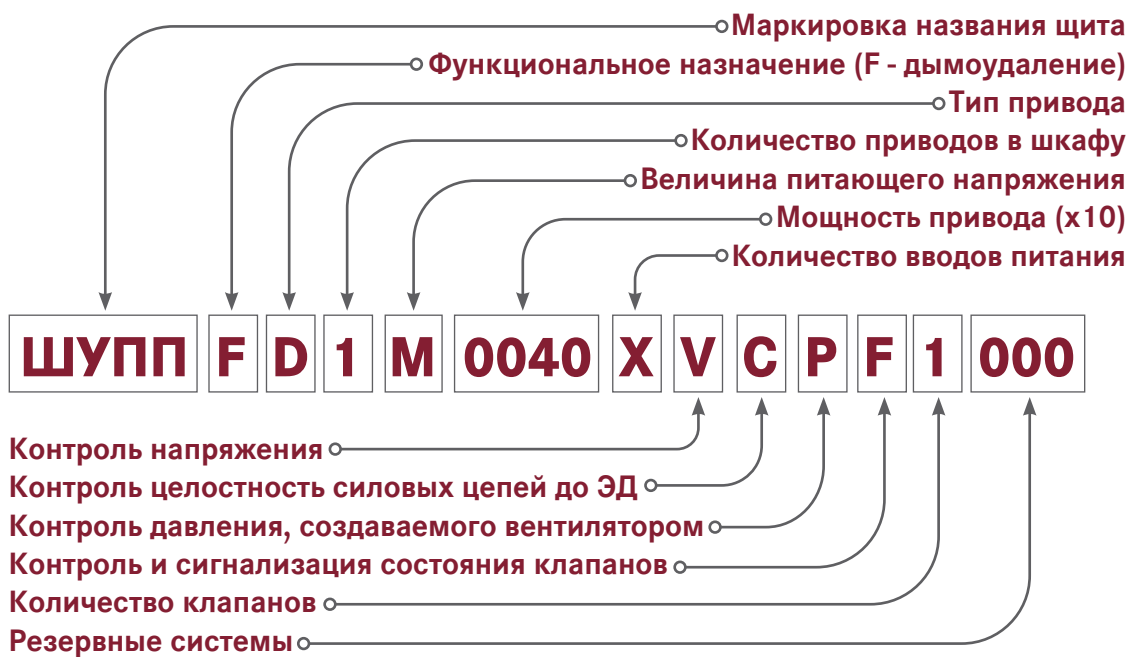 Маркировка названия щита
Функциональное назначение (F - дымоудаление)
Тип привода
Количество приводов в шкафу
Величина питающего напряжения
Мощность привода (x10)
Количество вводов питания
ШУПП F D 1 M 0040 X V C P F 1 000
Контроль напряжения
Контроль целостность силовых цепей до ЭД
Контроль давления, создаваемого вентилятором
Контроль и сигнализация состояния клапанов
Количество клапанов
Резервные системы